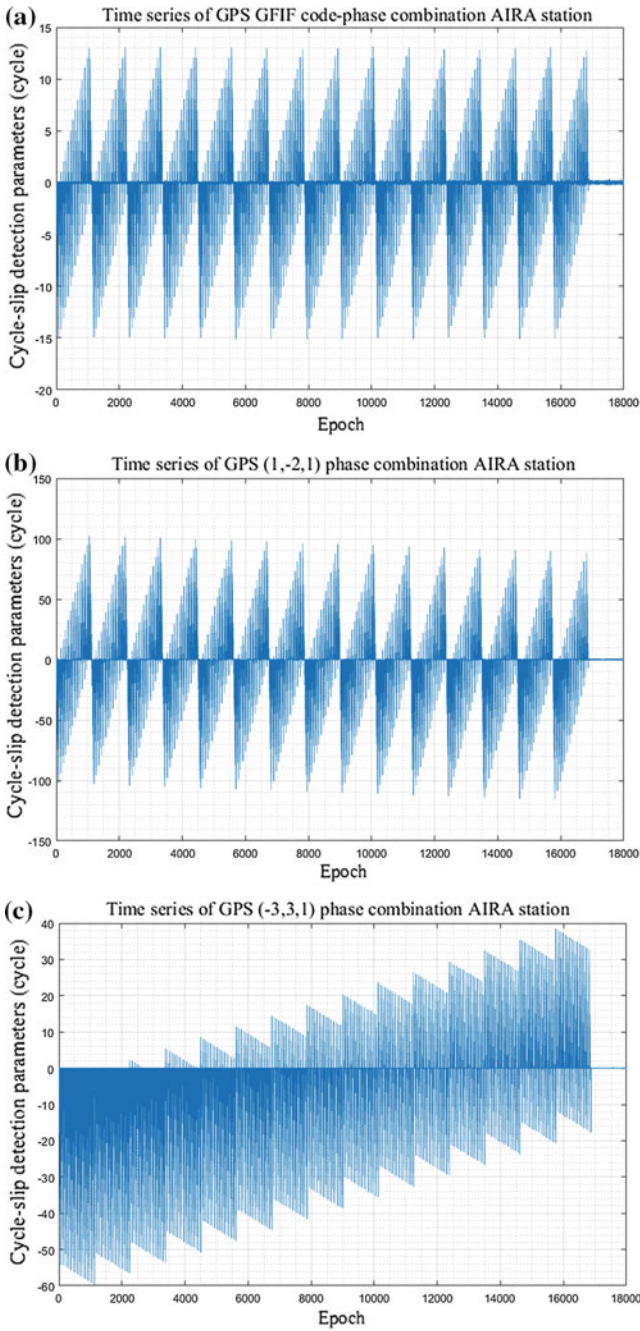 (a)
Time series of GPS GFIF code-phase combination AIRA station
Cycle-slip detection parameters (cycle)
15
10
5
0
-5
-10
-15
-20
0 2000 4000 6000 8000 10000 12000 14000 16000 18000
Epoch
(b)
Time series of GPS (1,-2,1) phase combination AIRA station
Cycle-slip detection parameters (cycle)
150
100
50
0
-50
-100
-150
0 2000 4000 6000 8000 10000 12000 14000 16000 18000
Epoch
(c)
Time series of GPS (-3,3,1) phase combination AIRA station
Cycle-slip detection parameters (cycle)
40
30
20
10
0
-10
-20
-30
-40
-50
-60
0 2000 4000 6000 8000 10000 12000 14000 16000 18000
Epoch